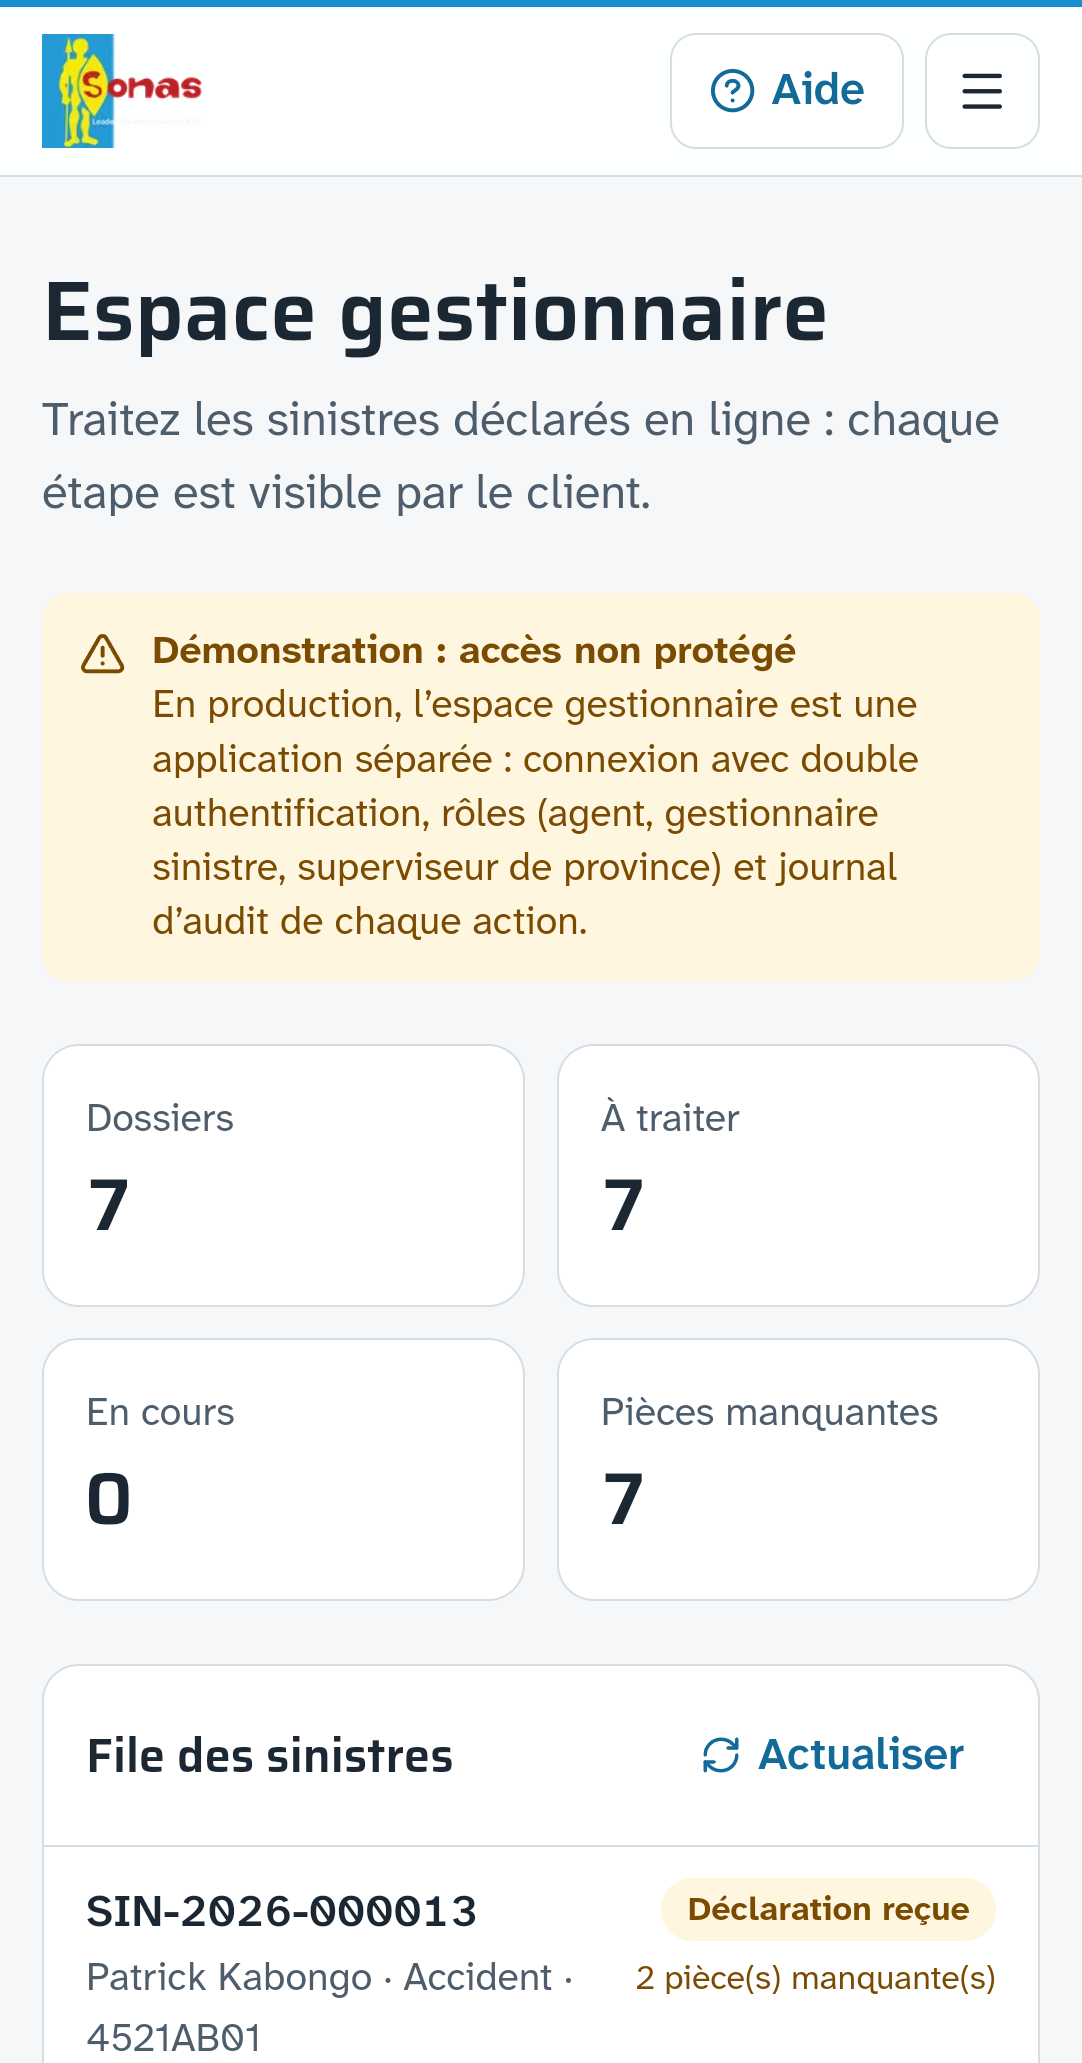 Sonas
Aide
Espace gestionnaire
Traitez les sinistres déclarés en ligne : chaque
étape est visible par le client.
Démonstration : accès non protégé
En production, l’espace gestionnaire est une
application séparée : connexion avec double
authentification, rôles (agent, gestionnaire
sinistre, superviseur de province) et journal
d’audit de chaque action.
Dossiers
7
À traiter
7
En cours
0
Pièces manquantes
7
File des sinistres
Actualiser
SIN-2026-000013
Déclaration reçue
Patrick Kabongo · Accident ·
4521AB01
2 pièce(s) manquante(s)